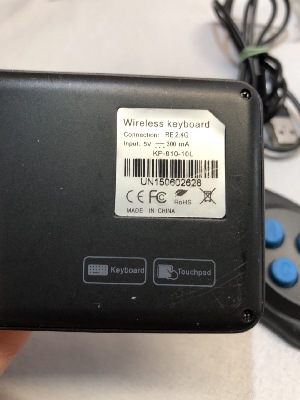 Wireless keyboard
Connection: RE 2.4G
Input: 5V ⎓ 300 mA
KP-810-10L
UN150602628
CE FC RoHS
MADE IN CHINA
Keyboard Touchpad